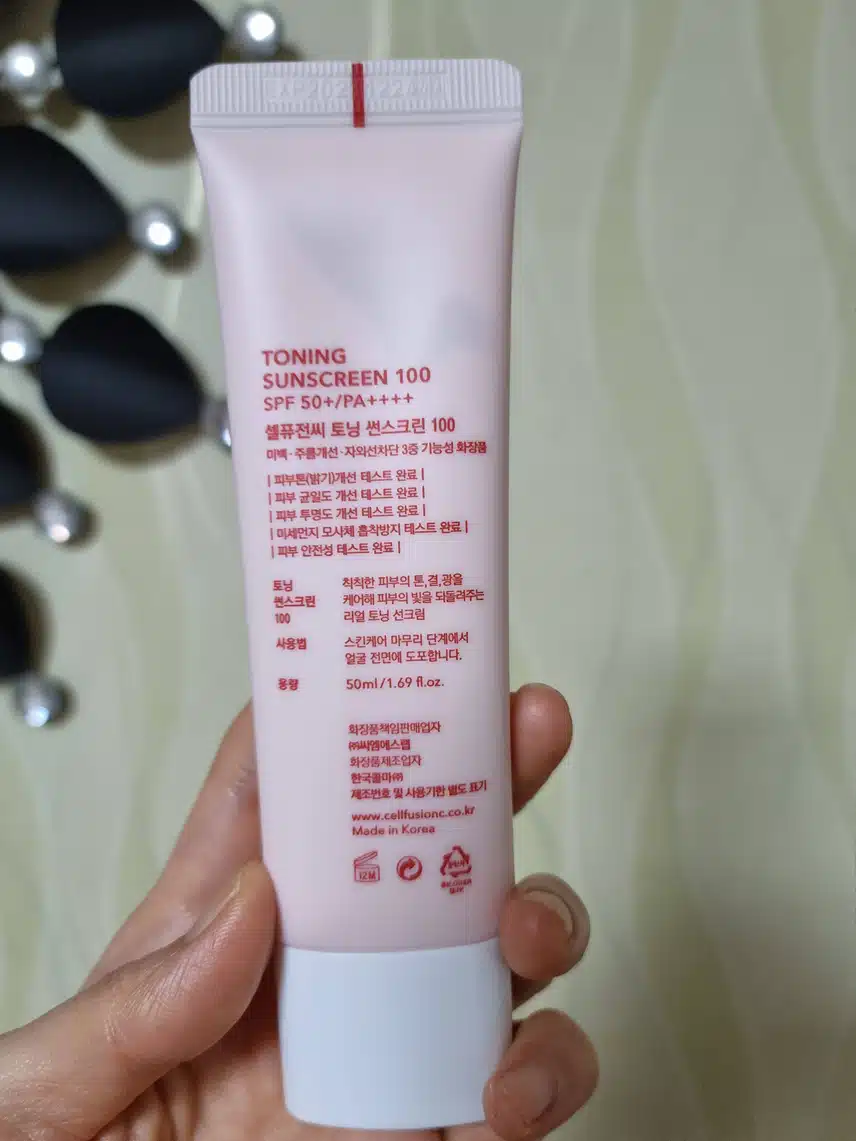 TONING
SUNSCREEN 100
SPF 50+/PA++++
셀퓨전씨 토닝 썬스크린 100
미백·주름개선·자외선차단 3중 기능성 화장품
| 피부톤(밝기)개선 테스트 완료 |
| 피부 균일도 개선 테스트 완료 |
| 피부 투명도 개선 테스트 완료 |
| 미세먼지 모사체 흡착방지 테스트 완료 |
| 피부 안전성 테스트 완료 |
토닝 썬스크린 100
칙칙한 피부의 톤,결,광을
케어해 피부의 빛을 되돌려주는
리얼 토닝 선크림
사용법
스킨케어 마무리 단계에서
얼굴 전면에 도포합니다.
용량 50ml/1.69 fl.oz.
화장품책임판매업자
㈜씨엠에스랩
화장품제조업자
한국콜마㈜
제조번호 및 사용기한 별도 표기
www.cellfusionc.co.kr
Made in Korea
12M